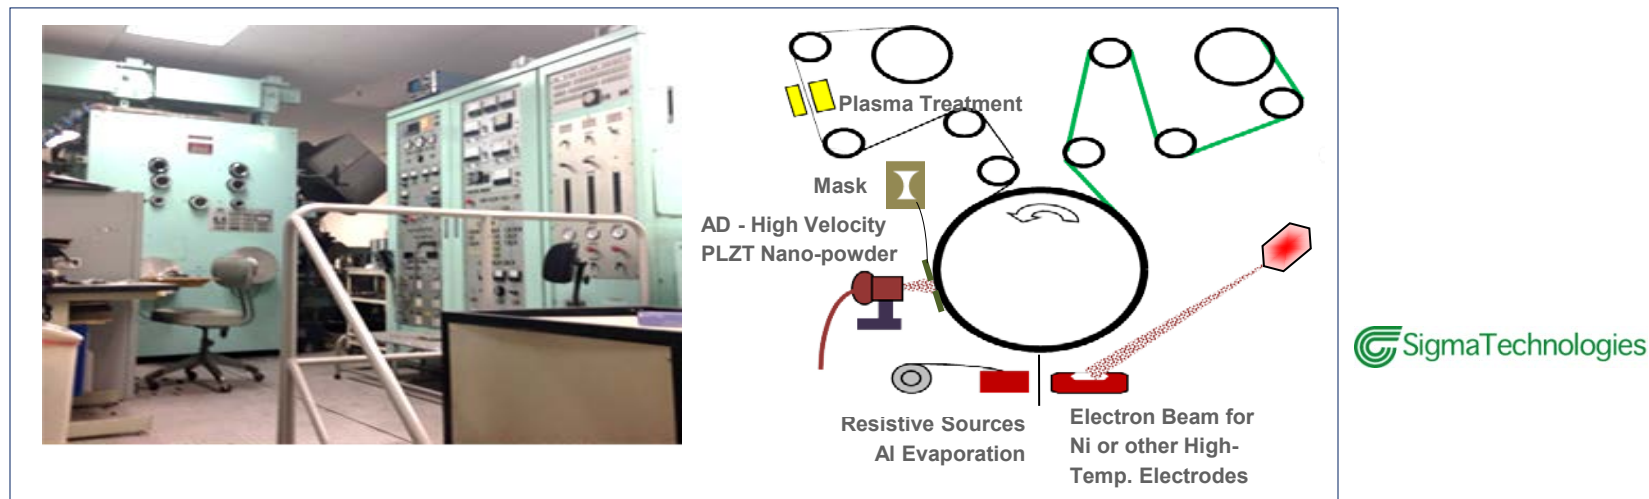 Plasma Treatment
Mask
AD - High Velocity
PLZT Nano-powder
Resistive Sources
Al Evaporation
Electron Beam for
Ni or other High-
Temp. Electrodes
SigmaTechnologies